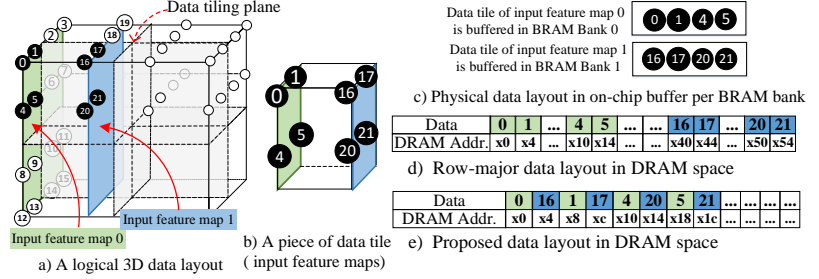 Data tiling plane
19
3
2
18
1
17
0
16
7
6
5
21
4
20
11
10
9
8
15
14
13
12
Input feature map 1
Input feature map 0
a) A logical 3D data layout
1
17
0
16
5
21
4
20
b) A piece of data tile
( input feature maps)
Data tile of input feature map 0
is buffered in BRAM Bank 0
0 1 4 5
Data tile of input feature map 1
is buffered in BRAM Bank 1
16 17 20 21
c) Physical data layout in on-chip buffer per BRAM bank
Data 0 1 ... 4 5 ... ... 16 17 ... 20 21
DRAM Addr. x0 x4 ... x10 x14 ... ... x40 x44 ... x50 x54
d) Row-major data layout in DRAM space
Data 0 16 1 17 4 20 5 21 ... ... ... ...
DRAM Addr. x0 x4 x8 xc x10 x14 x18 x1c ... ... ... ...
e) Proposed data layout in DRAM space